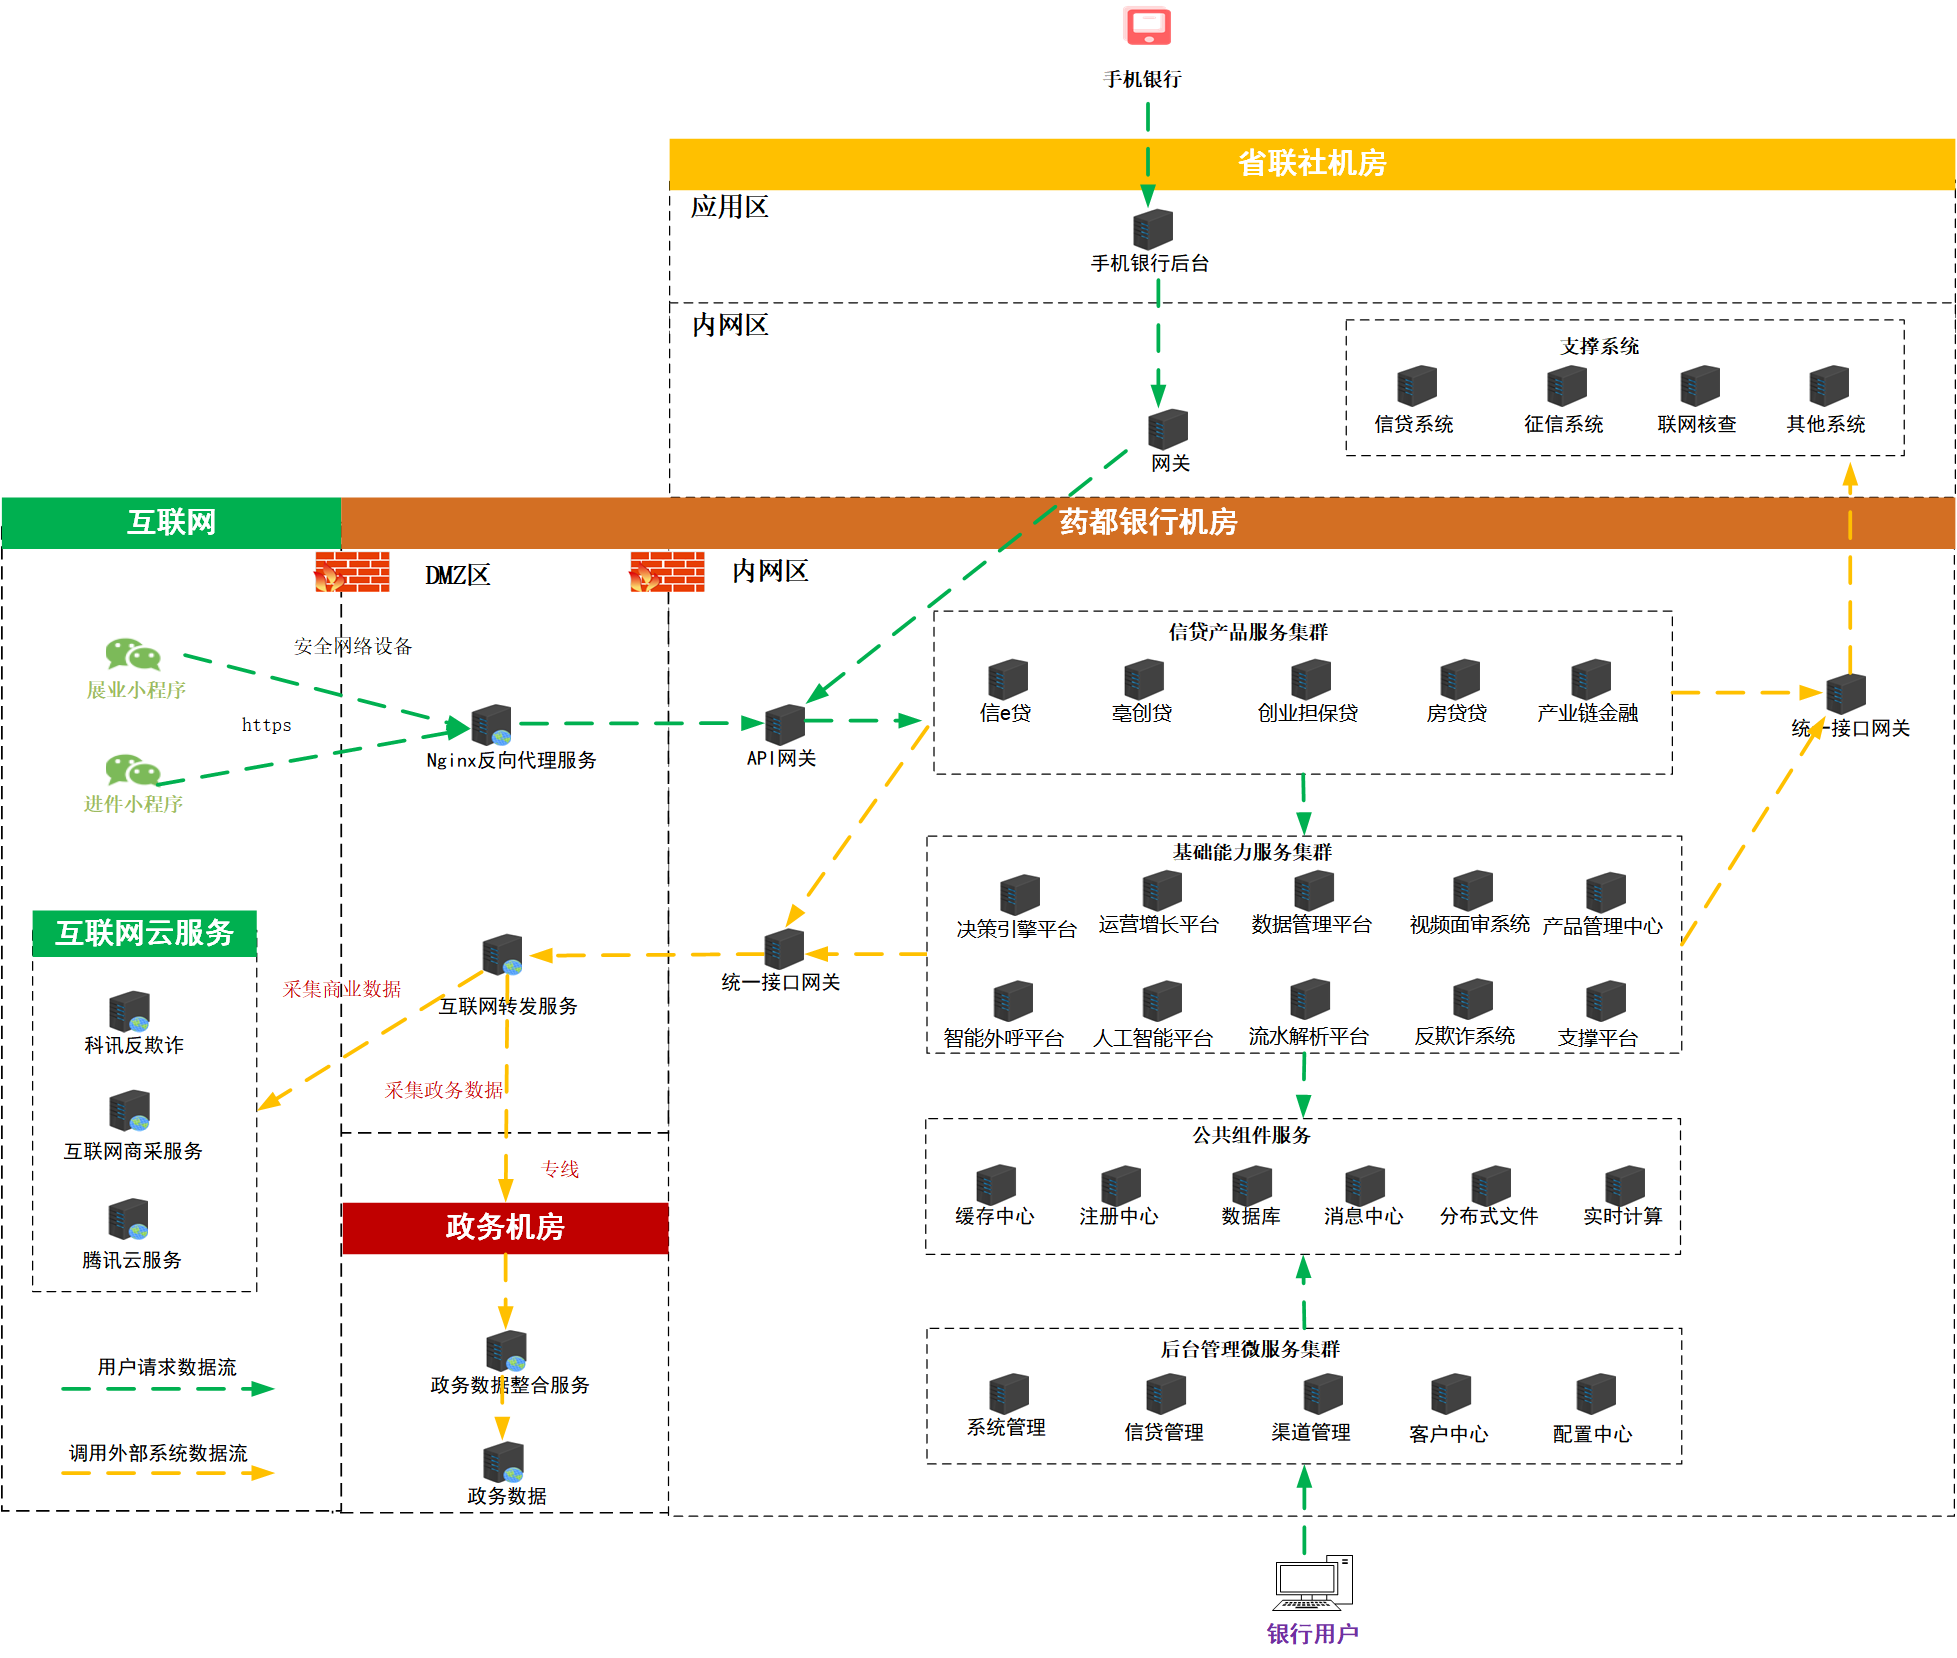 手机银行
省联社机房
应用区
手机银行后台
内网区
支撑系统
信贷系统
征信系统
联网核查
其他系统
网关
互联网
药都银行机房
DMZ区
内网区
安全网络设备
展业小程序
https
进件小程序
Nginx反向代理服务
API网关
信贷产品服务集群
信e贷
亳创贷
创业担保贷
房贷贷
产业链金融
统一接口网关
基础能力服务集群
决策引擎平台
运营增长平台
数据管理平台
视频面审系统
产品管理中心
智能外呼平台
人工智能平台
流水解析平台
反欺诈系统
支撑平台
统一接口网关
互联网转发服务
互联网云服务
采集商业数据
科讯反欺诈
互联网商采服务
腾讯云服务
采集政务数据
专线
政务机房
公共组件服务
缓存中心
注册中心
数据库
消息中心
分布式文件
实时计算
政务数据整合服务
政务数据
后台管理微服务集群
系统管理
信贷管理
渠道管理
客户中心
配置中心
用户请求数据流
调用外部系统数据流
银行用户